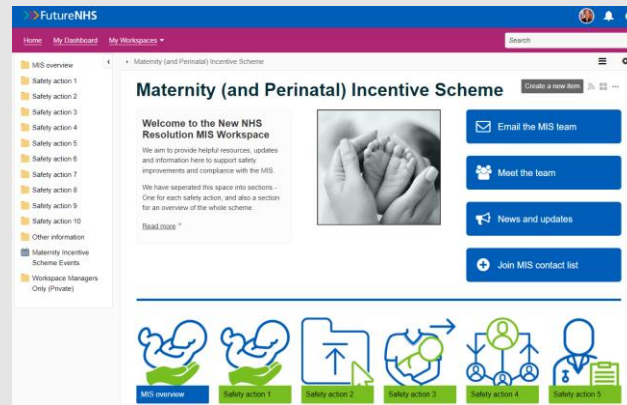 FutureNHS
Home My Dashboard My Workspaces
Search
MIS overview
Safety action 1
Safety action 2
Safety action 3
Safety action 4
Safety action 5
Safety action 6
Safety action 7
Safety action 8
Safety action 9
Safety action 10
Other information
Maternity Incentive
Scheme Events
Workspace Managers
Only (Private)
Maternity (and Perinatal) Incentive Scheme
Maternity (and Perinatal) Incentive Scheme
Create a new item
Welcome to the New NHS
Resolution MIS Workspace
We aim to provide helpful resources, updates
and information here to support safety
improvements and compliance with the MIS.
We have seperated this space into sections -
One for each safety action, and also a section
for an overview of the whole scheme.
Read more
Email the MIS team
Meet the team
News and updates
Join MIS contact list
MIS overview
Safety action 1
Safety action 2
Safety action 3
Safety action 4
Safety action 5